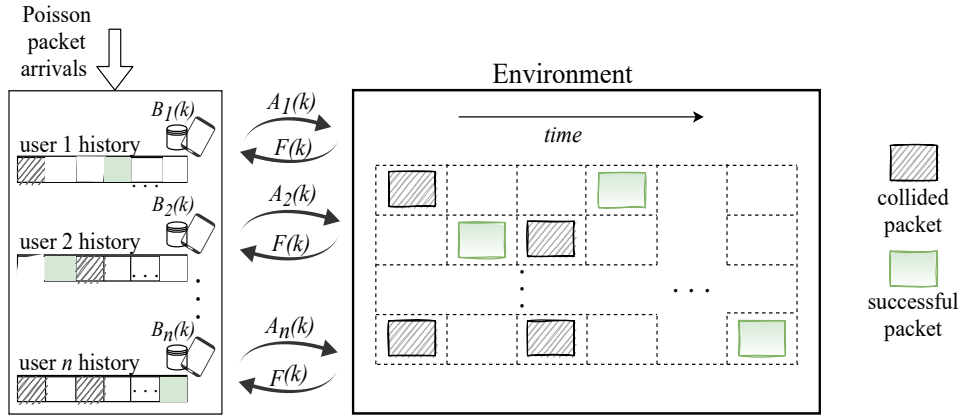 Poisson
packet
arrivals
Environment
B1(k)
A1(k)
time
user 1 history
F(k)
. . .
collided
packet
B2(k)
A2(k)
user 2 history
F(k)
. . .
. . .
successful
packet
Bn(k)
An(k)
user n history
F(k)
. . .